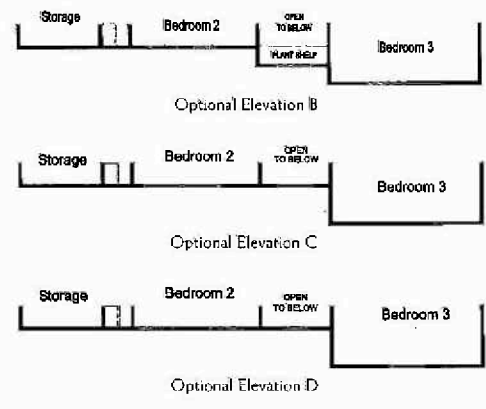 Storage
Bedroom 2
OPEN
TO BELOW
PLANT SHELF
Bedroom 3
Optional Elevation B
Storage
Bedroom 2
OPEN
TO BELOW
Bedroom 3
Optional Elevation C
Storage
Bedroom 2
OPEN
TO BELOW
Bedroom 3
Optional Elevation D